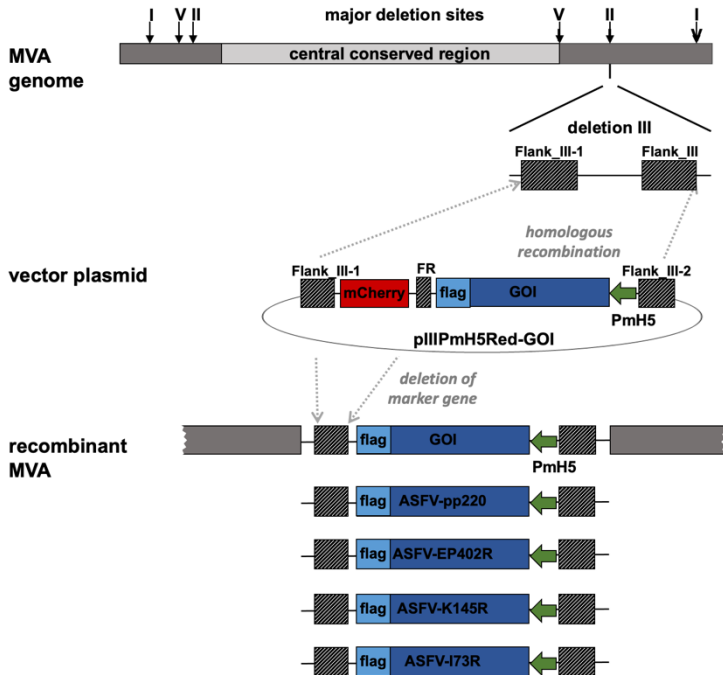 I V II major deletion sites V II I
MVA
genome
central conserved region
deletion III
Flank_III-1 Flank_III
homologous
recombination
vector plasmid
Flank_III-1 FR Flank_III-2
mCherry flag GOI
PmH5
pIIIPmH5Red-GOI
deletion of
marker gene
recombinant
MVA
flag GOI
PmH5
flag ASFV-pp220
flag ASFV-EP402R
flag ASFV-K145R
flag ASFV-I73R